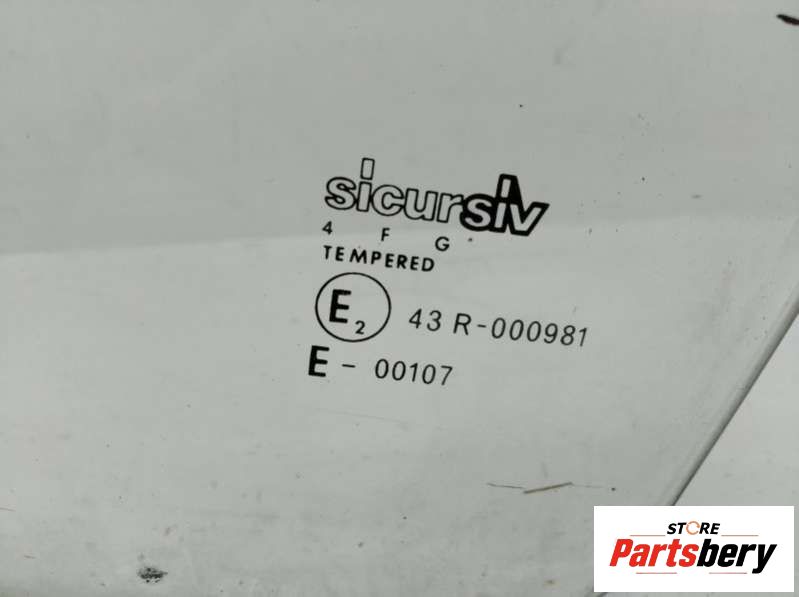 sicursiv
4 F G
TEMPERED
E2 43 R-000981
E - 00107
STORE
Partsbery